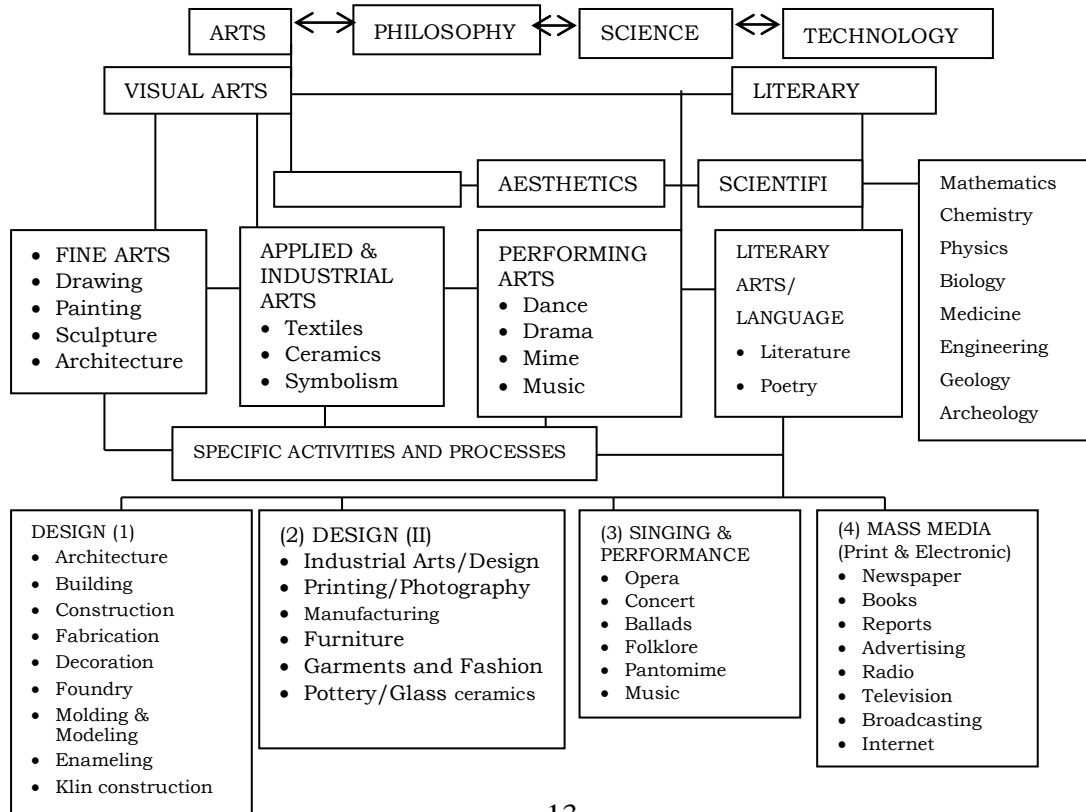 ARTS
PHILOSOPHY
SCIENCE
TECHNOLOGY
VISUAL ARTS
LITERARY
AESTHETICS
SCIENTIFI
Mathematics
Chemistry
Physics
Biology
Medicine
Engineering
Geology
Archeology
• FINE ARTS
• Drawing
• Painting
• Sculpture
• Architecture
APPLIED &
INDUSTRIAL
ARTS
• Textiles
• Ceramics
• Symbolism
PERFORMING
ARTS
• Dance
• Drama
• Mime
• Music
LITERARY
ARTS/
LANGUAGE
• Literature
• Poetry
SPECIFIC ACTIVITIES AND PROCESSES
DESIGN (1)
• Architecture
• Building
• Construction
• Fabrication
• Decoration
• Foundry
• Molding &
Modeling
• Enameling
• Klin construction
(2) DESIGN (II)
• Industrial Arts/Design
• Printing/Photography
• Manufacturing
• Furniture
• Garments and Fashion
• Pottery/Glass ceramics
(3) SINGING &
PERFORMANCE
• Opera
• Concert
• Ballads
• Folklore
• Pantomime
• Music
(4) MASS MEDIA
(Print & Electronic)
• Newspaper
• Books
• Reports
• Advertising
• Radio
• Television
• Broadcasting
• Internet